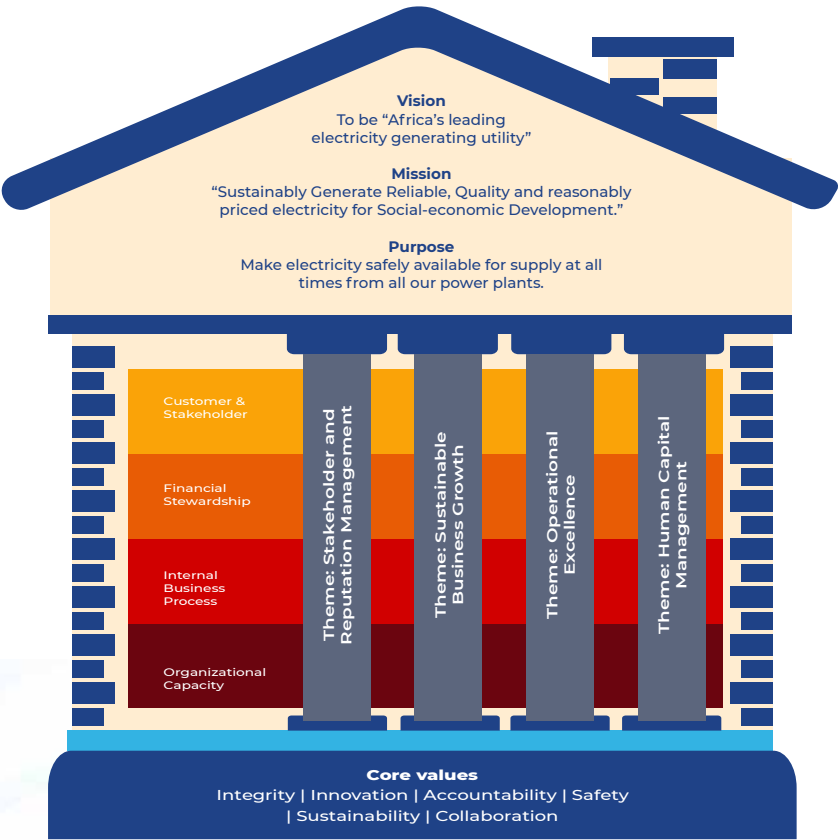 Vision
To be “Africa’s leading
electricity generating utility”
Mission
“Sustainably Generate Reliable, Quality and reasonably
priced electricity for Social-economic Development.”
Purpose
Make electricity safely available for supply at all
times from all our power plants.
Customer &
Stakeholder
Financial
Stewardship
Internal
Business
Process
Organizational
Capacity
Theme: Stakeholder and
Reputation Management
Theme: Sustainable
Business Growth
Theme: Operational
Excellence
Theme: Human Capital
Management
Core values
Integrity | Innovation | Accountability | Safety
| Sustainability | Collaboration